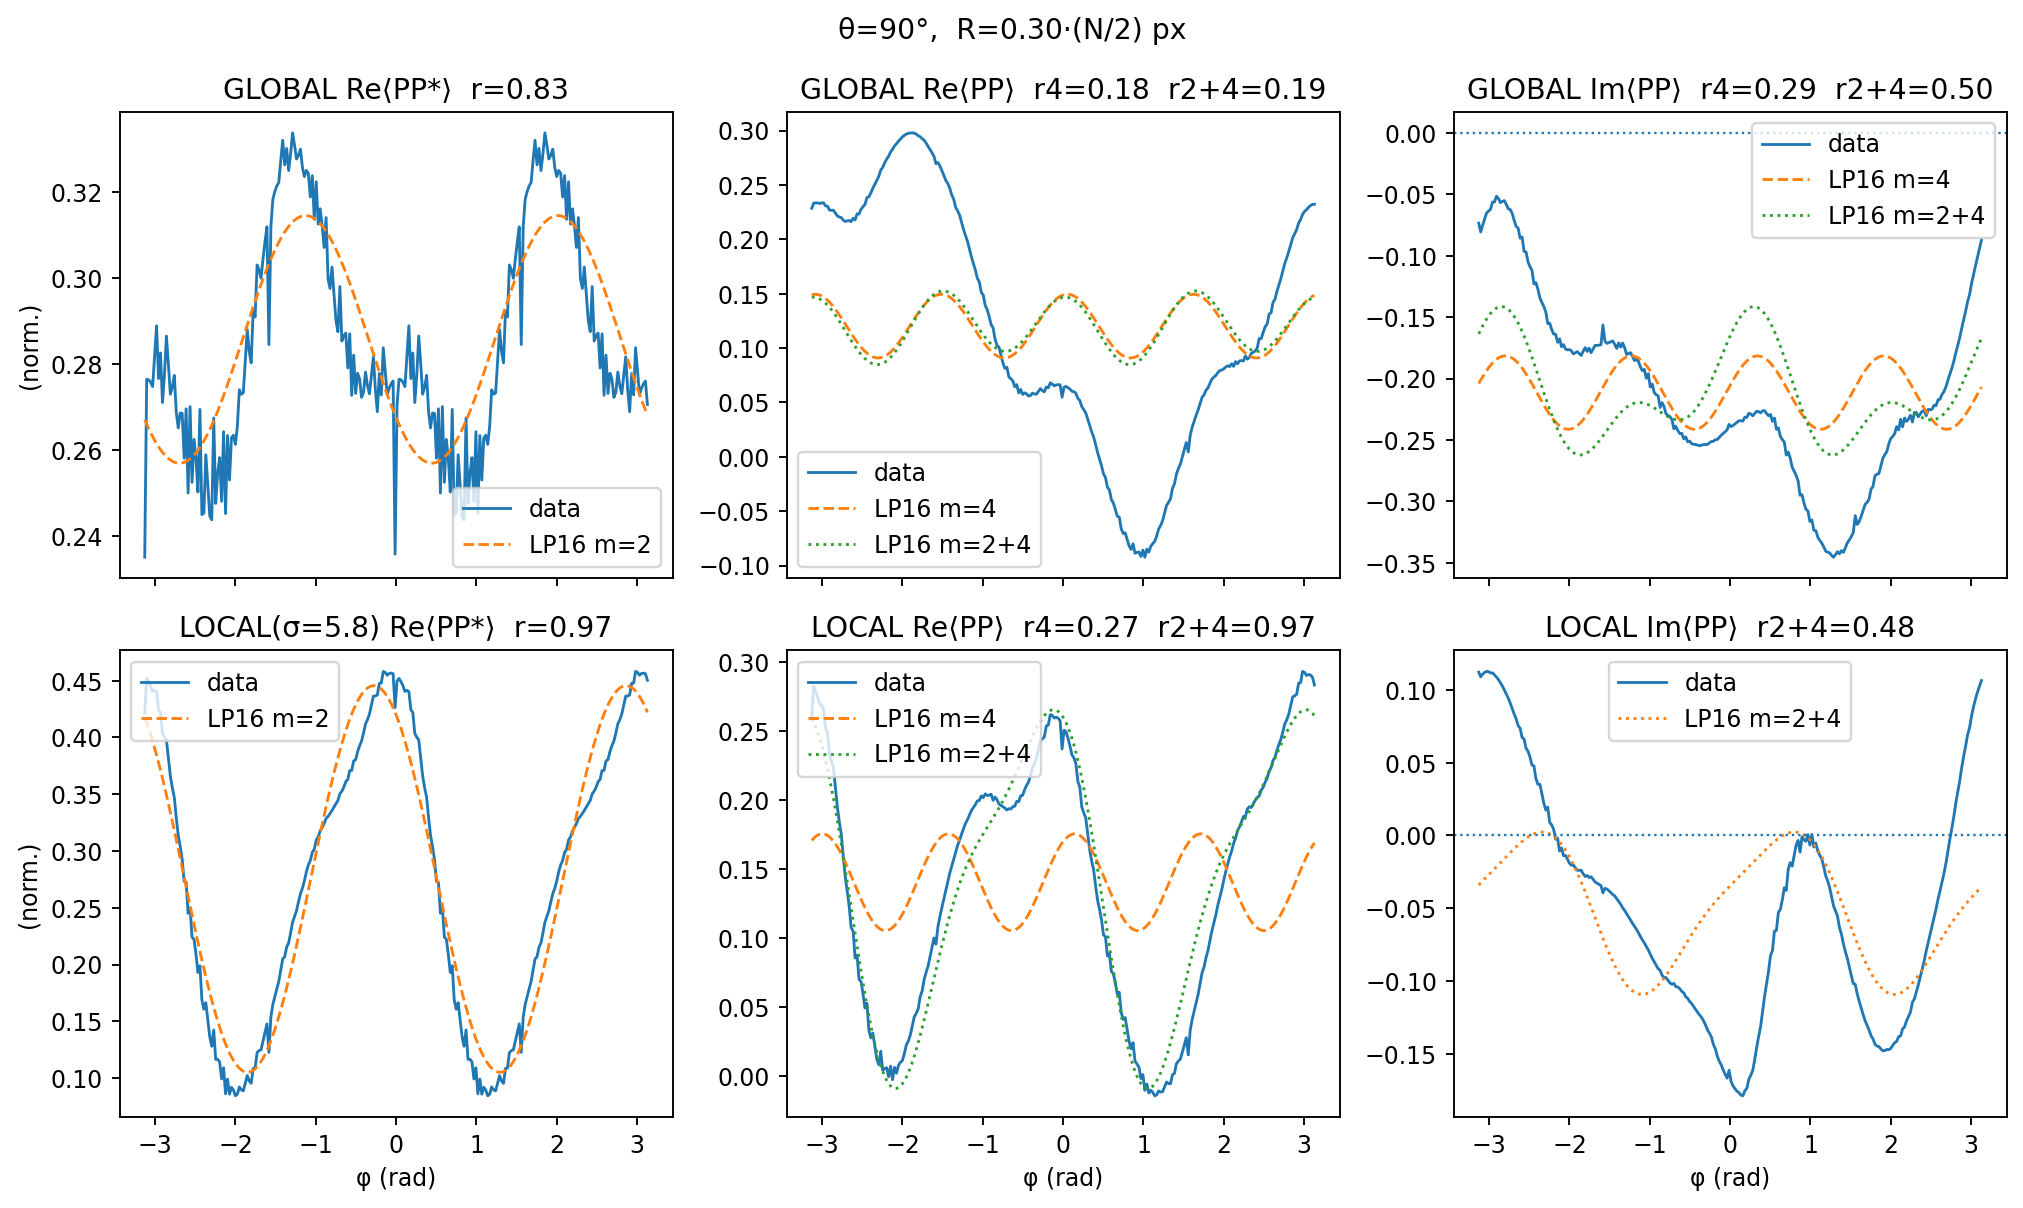 θ=90°,  R=0.30·(N/2) px
GLOBAL Re⟨PP*⟩  r=0.83
(norm.)
0.32
0.30
0.28
0.26
0.24
data
LP16 m=2
GLOBAL Re⟨PP⟩  r4=0.18  r2+4=0.19
0.30
0.25
0.20
0.15
0.10
0.05
0.00
−0.05
−0.10
data
LP16 m=4
LP16 m=2+4
GLOBAL Im⟨PP⟩  r4=0.29  r2+4=0.50
0.00
−0.05
−0.10
−0.15
−0.20
−0.25
−0.30
−0.35
data
LP16 m=4
LP16 m=2+4
LOCAL(σ=5.8) Re⟨PP*⟩  r=0.97
(norm.)
0.45
0.40
0.35
0.30
0.25
0.20
0.15
0.10
data
LP16 m=2
−3 −2 −1 0 1 2 3
φ (rad)
LOCAL Re⟨PP⟩  r4=0.27  r2+4=0.97
0.30
0.25
0.20
0.15
0.10
0.05
0.00
data
LP16 m=4
LP16 m=2+4
−3 −2 −1 0 1 2 3
φ (rad)
LOCAL Im⟨PP⟩  r2+4=0.48
0.10
0.05
0.00
−0.05
−0.10
−0.15
data
LP16 m=2+4
−3 −2 −1 0 1 2 3
φ (rad)